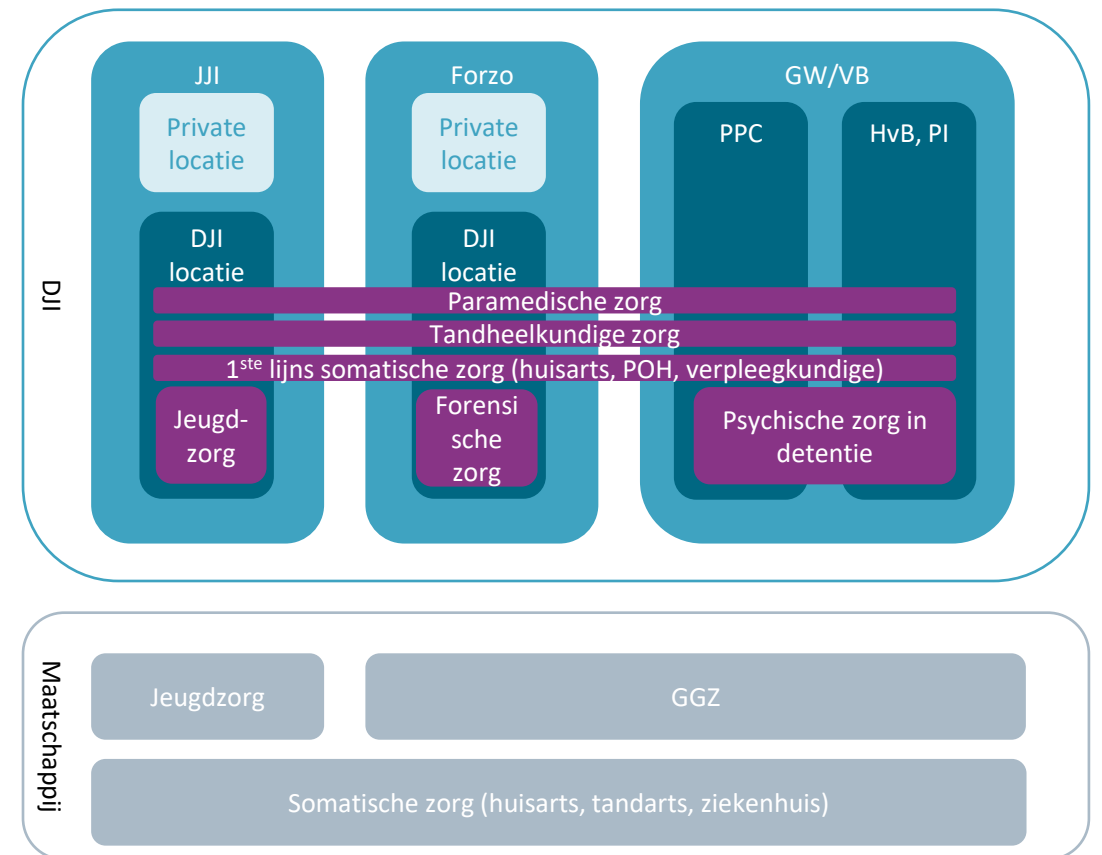 DJI
JJI
Private
locatie
DJI
locatie
Forzo
Private
locatie
DJI
locatie
GW/VB
PPC
HvB, PI
Paramedische zorg
Tandheelkundige zorg
1ste lijns somatische zorg (huisarts, POH, verpleegkundige)
Jeugd-
zorg
Forensi
sche
zorg
Psychische zorg in
detentie
Maatschappij
Jeugdzorg
GGZ
Somatische zorg (huisarts, tandarts, ziekenhuis)